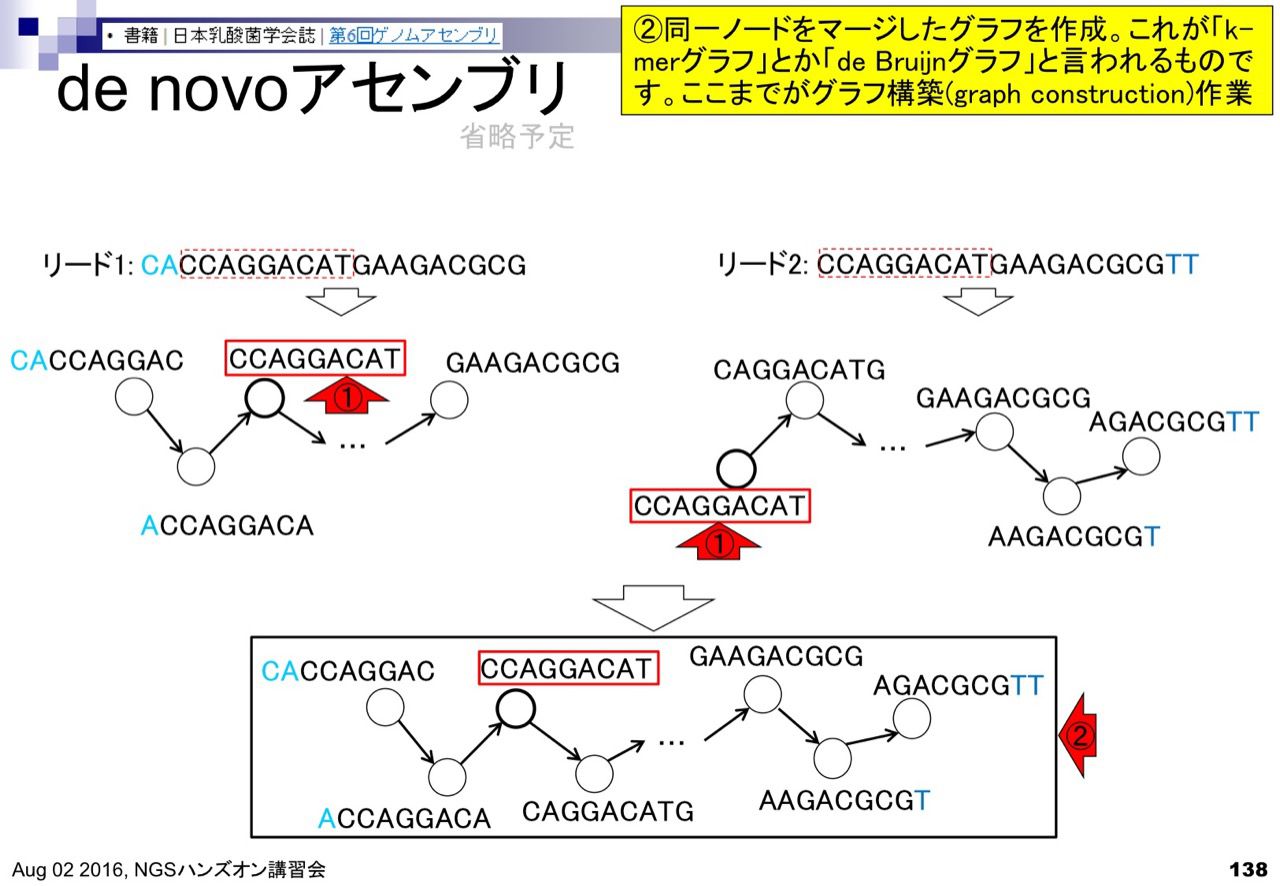 • 書籍 | 日本乳酸菌学会誌 | 第6回ゲノムアセンブリ
de novoアセンブリ
省略予定
②同一ノードをマージしたグラフを作成。これが「k-
merグラフ」とか「de Bruijnグラフ」と言われるもので
す。ここまでがグラフ構築(graph construction)作業
リード1: CACCAGGACATGAAGACGCG
リード2: CCAGGACATGAAGACGCGTT
CACCAGGAC
CCAGGACAT
GAAGACGCG
①
…
ACCAGGACA
CAGGACATG
GAAGACGCG
AGACGCGTT
…
CCAGGACAT
①
AAGACGCGT
CACCAGGAC
CCAGGACAT
GAAGACGCG
AGACGCGTT
…
②
ACCAGGACA
CAGGACATG
AAGACGCGT
Aug 02 2016, NGSハンズオン講習会
138